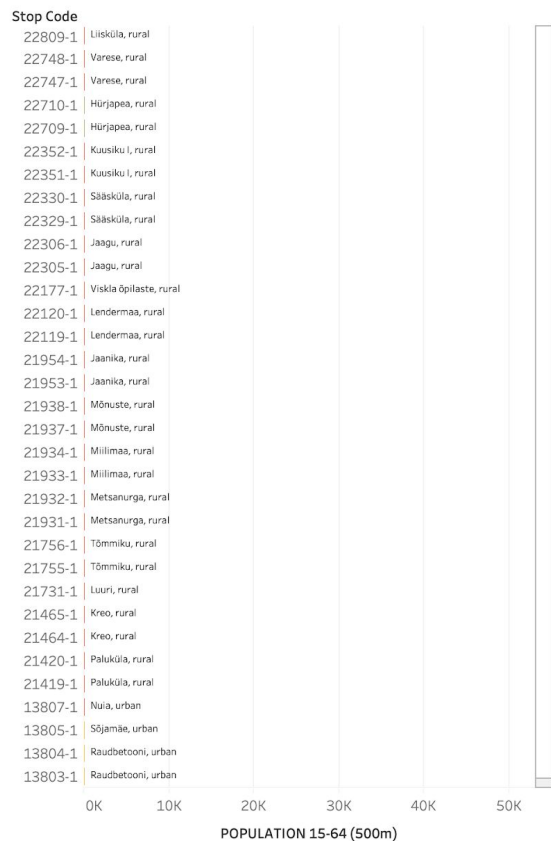 Stop Code
22809-1 Liisküla, rural
22748-1 Varese, rural
22747-1 Varese, rural
22710-1 Hürjapea, rural
22709-1 Hürjapea, rural
22352-1 Kuusiku I, rural
22351-1 Kuusiku I, rural
22330-1 Sääsküla, rural
22329-1 Sääsküla, rural
22306-1 Jaagu, rural
22305-1 Jaagu, rural
22177-1 Viskla õpilaste, rural
22120-1 Lendermaa, rural
22119-1 Lendermaa, rural
21954-1 Jaanika, rural
21953-1 Jaanika, rural
21938-1 Mõnuste, rural
21937-1 Mõnuste, rural
21934-1 Miilimaa, rural
21933-1 Miilimaa, rural
21932-1 Metsanurga, rural
21931-1 Metsanurga, rural
21756-1 Tõmmiku, rural
21755-1 Tõmmiku, rural
21731-1 Luuri, rural
21465-1 Kreo, rural
21464-1 Kreo, rural
21420-1 Paluküla, rural
21419-1 Paluküla, rural
13807-1 Nuia, urban
13805-1 Sõjamäe, urban
13804-1 Raudbetooni, urban
13803-1 Raudbetooni, urban
0K 10K 20K 30K 40K 50K
POPULATION 15-64 (500m)